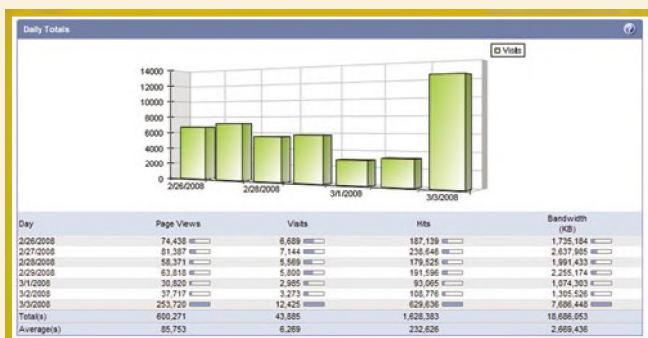 Daily Totals
Visits
14000
12000
10000
8000
6000
4000
2000
0
2/26/2008 2/28/2008 3/1/2008 3/3/2008
Day Page Views Visits Hits Bandwidth (KB)
2/26/2008 74,438 6,689 187,139 1,735,184
2/27/2008 81,387 7,144 238,646 2,637,985
2/28/2008 58,371 5,569 179,525 1,991,433
2/29/2008 63,818 5,800 191,596 2,255,174
3/1/2008 30,820 2,985 93,065 1,074,303
3/2/2008 37,717 3,273 108,776 1,305,526
3/3/2008 253,720 12,425 629,636 7,686,448
Total(s) 600,271 43,885 1,628,383 18,686,053
Average(s) 85,753 6,269 232,626 2,669,436